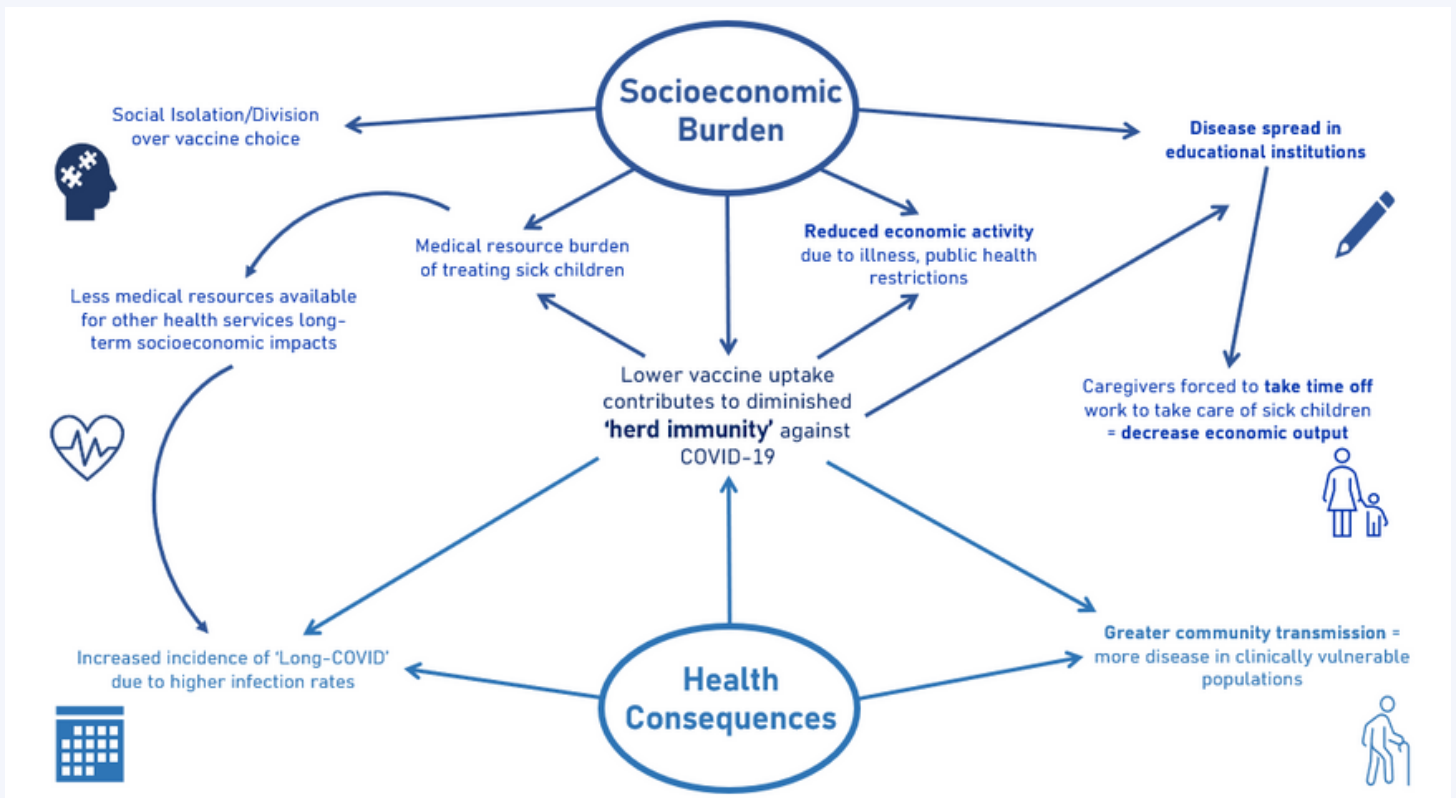 Socioeconomic
Burden
Social Isolation/Division
over vaccine choice
Disease spread in
educational institutions
Medical resource burden
of treating sick children
Reduced economic activity
due to illness, public health
restrictions
Less medical resources available
for other health services long-
term socioeconomic impacts
Lower vaccine uptake
contributes to diminished
‘herd immunity’ against
COVID-19
Caregivers forced to take time off
work to take care of sick children
= decrease economic output
Increased incidence of ‘Long-COVID’
due to higher infection rates
Health
Consequences
Greater community transmission =
more disease in clinically vulnerable
populations